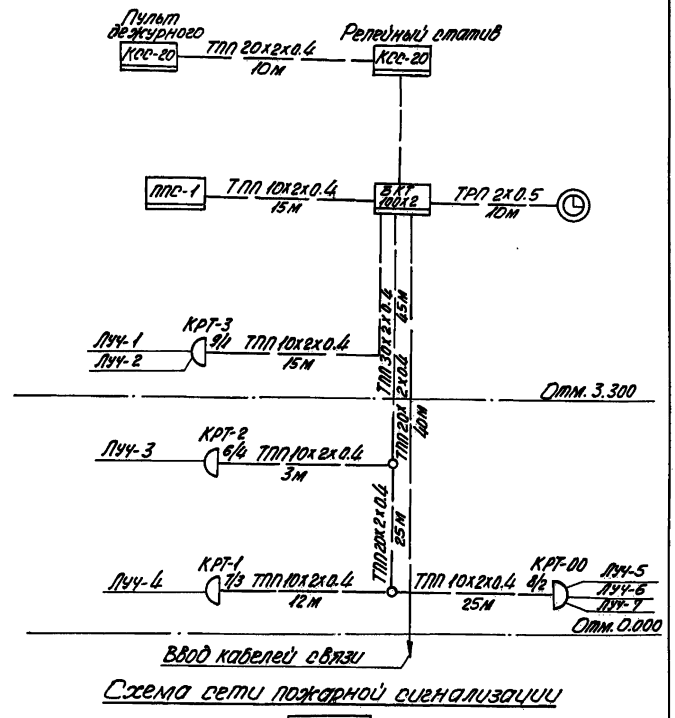 Пульт
дежурного
КСС-20
ТПП 20х2х0.4
10м
Релейный статив
КСС-20
ППС-1
ТПП 10х2х0.4
15м
БКТ
100х2
ТРП 2х0.5
10м
ТПП 30х2х0.4
45м
ТПП 20х2х0.4
40м
Луч-1
Луч-2
КРТ-3
9/1
ТПП 10х2х0.4
15м
Отм. 3.300
Луч-3
КРТ-2
6/4
ТПП 10х2х0.4
3м
ТПП 20х2х0.4
25м
Луч-4
КРТ-1
7/3
ТПП 10х2х0.4
12м
ТПП 10х2х0.4
25м
КРТ-00
8/2
Луч-5
Луч-6
Луч-7
Отм. 0.000
Ввод кабелей связи
Схема сети пожарной сигнализации